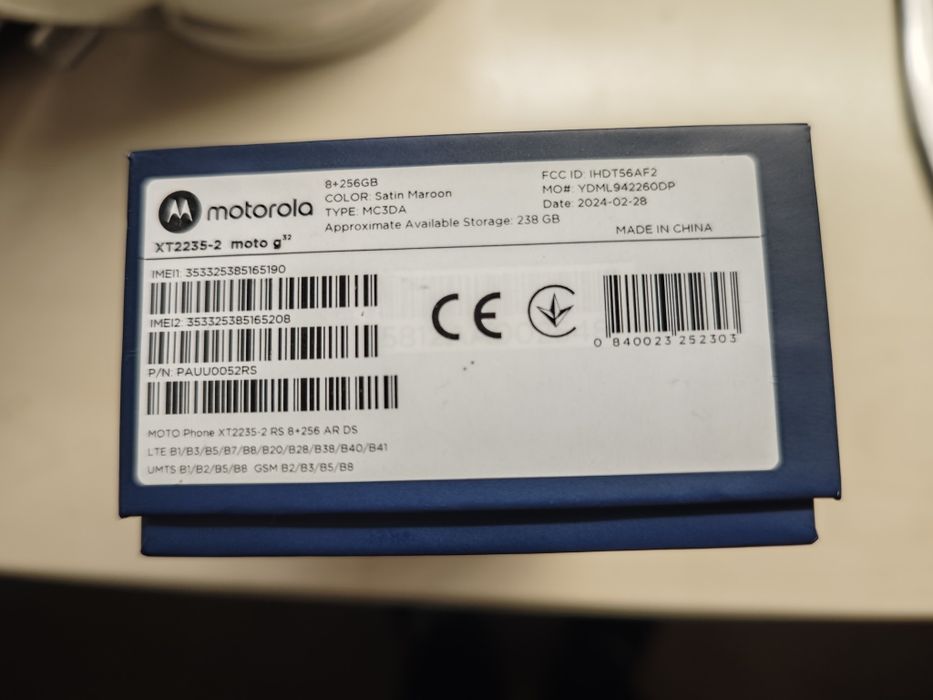 motorola
8+256GB
COLOR: Satin Maroon
TYPE: MC3DA
Approximate Available Storage: 238 GB
FCC ID: IHDT56AF2
MO#: YDML942260DP
Date: 2024-02-28
MADE IN CHINA
XT2235-2 moto g³²
IMEI1: 353325385165190
IMEI2: 353325385165208
P/N: PAUU0052RS
CE
0 840023 252303
MOTO Phone XT2235-2 RS 8+256 AR DS
LTE B1/B3/B5/B7/B8/B20/B28/B38/B40/B41
UMTS B1/B2/B5/B8 GSM B2/B3/B5/B8